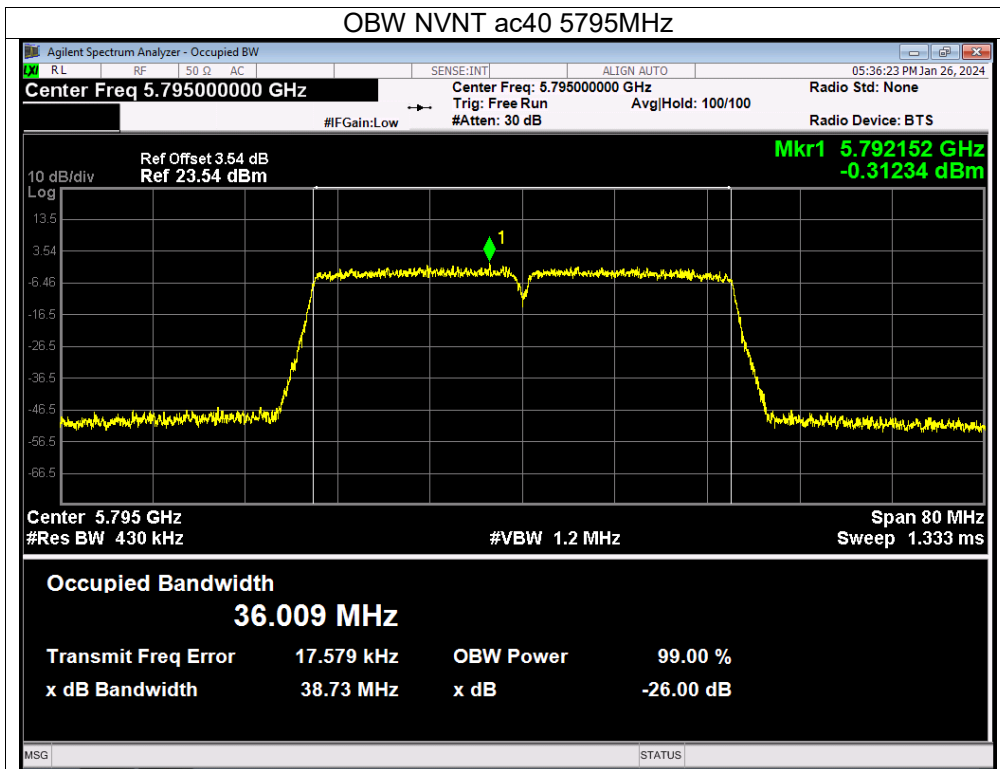 OBW NVNT ac40 5795MHz
Agilent Spectrum Analyzer - Occupied BW
LXI RL RF 50 Ω AC SENSE:INT ALIGN AUTO 05:36:23 PM Jan 26, 2024
Center Freq 5.795000000 GHz Center Freq: 5.795000000 GHz Radio Std: None
Trig: Free Run Avg|Hold: 100/100
#IFGain:Low #Atten: 30 dB Radio Device: BTS
Mkr1 5.792152 GHz
-0.31234 dBm
Ref Offset 3.54 dB
10 dB/div Ref 23.54 dBm
Log
13.5
1
3.54
-6.46
-16.5
-26.5
-36.5
-46.5
-56.5
-66.5
Center 5.795 GHz Span 80 MHz
#Res BW 430 kHz #VBW 1.2 MHz Sweep 1.333 ms
Occupied Bandwidth
36.009 MHz
Transmit Freq Error 17.579 kHz OBW Power 99.00 %
x dB Bandwidth 38.73 MHz x dB -26.00 dB
MSG STATUS